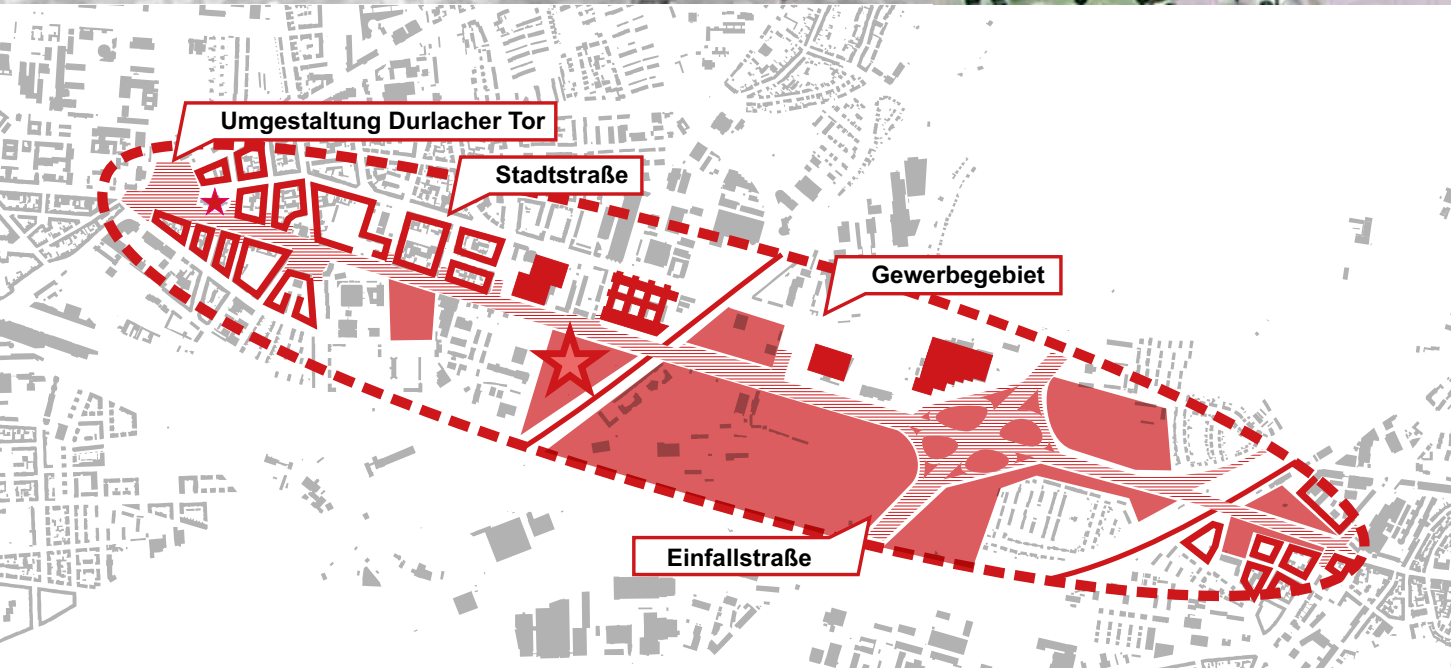 Umgestaltung Durlacher Tor
Stadtstraße
Gewerbegebiet
Einfallstraße